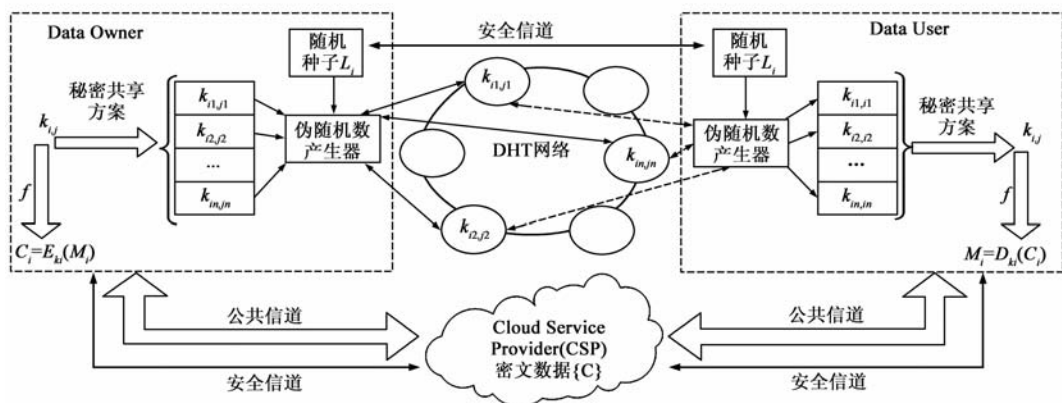 Data Owner
随机
种子L_i
安全信道
随机
种子L_i
Data User
秘密共享
方案
k_{i,j}
f
k_{i1,j1}
k_{i2,j2}
...
k_{in,jn}
伪随机数
产生器
k_{i1,j1}
k_{in,jn}
k_{i2,j2}
DHT网络
伪随机数
产生器
k_{i1,i1}
k_{i2,i2}
...
k_{in,in}
秘密共享
方案
k_{i,j}
f
C_i=E_{ki}(M_i)
M_i=D_{ki}(C_i)
公共信道
安全信道
Cloud Service
Provider(CSP)
密文数据{C}
公共信道
安全信道